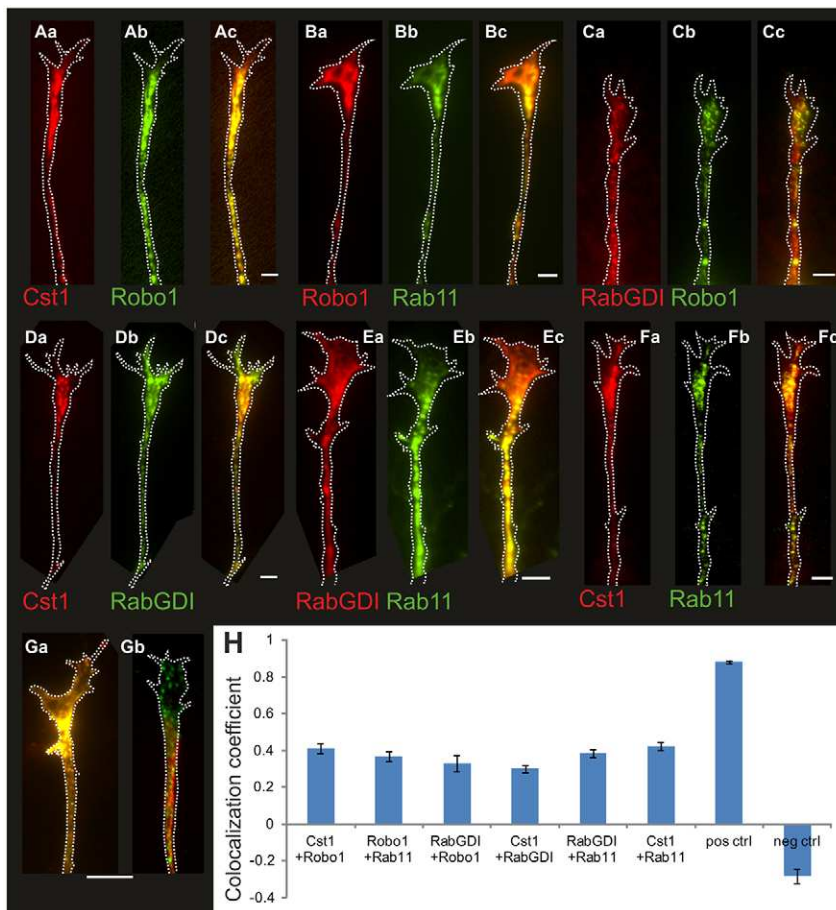 Aa Ab Ac Ba Bb Bc Ca Cb Cc
Cst1 Robo1 Robo1 Rab11 RabGDI Robo1
Da Db Dc Ea Eb Ec Fa Fb Fc
Cst1 RabGDI RabGDI Rab11 Cst1 Rab11
Ga Gb
H
Colocalization coefficient
1
0.8
0.6
0.4
0.2
0
-0.2
-0.4
Cst1 Robo1 RabGDI Cst1 RabGDI Cst1 pos ctrl neg ctrl
+Robo1 +Rab11 +Robo1 +RabGDI +Rab11 +Rab11